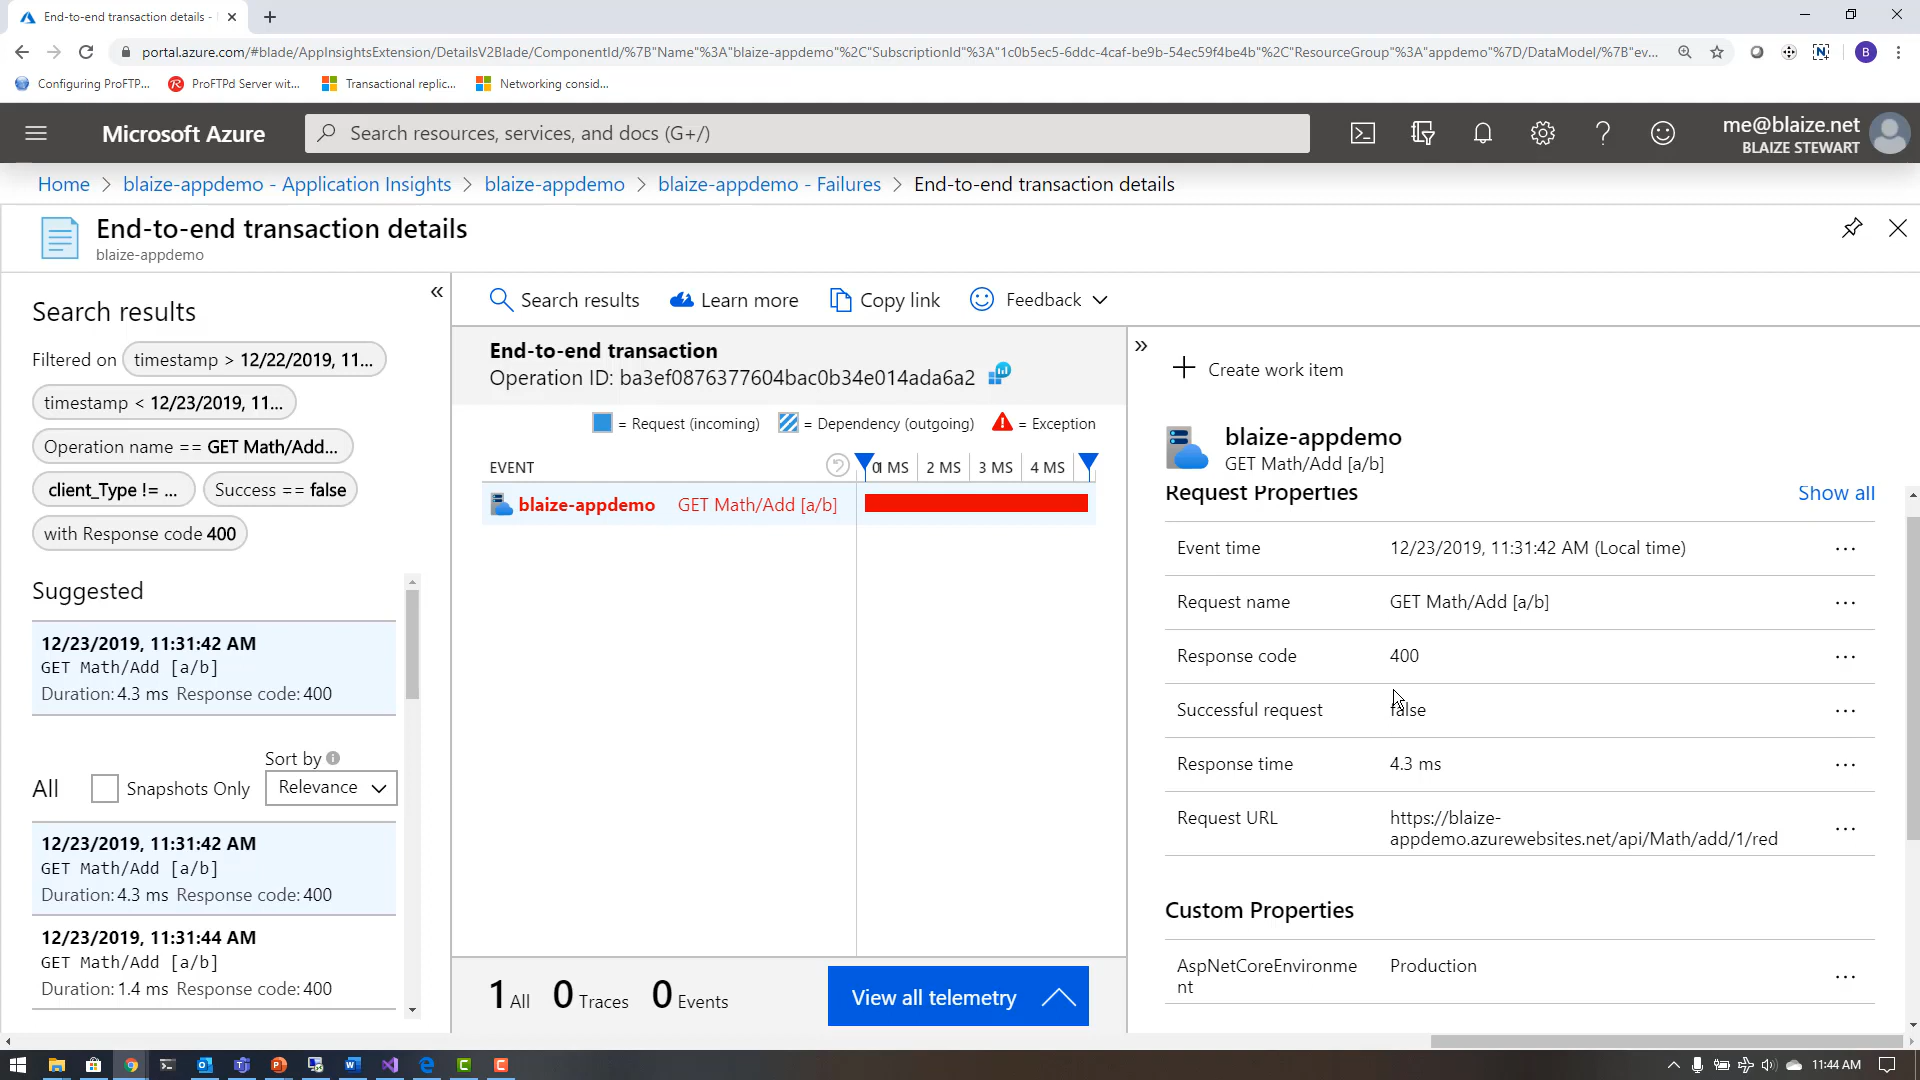 End-to-end transaction details -
portal.azure.com/#blade/AppInsightsExtension/DetailsV2Blade/ComponentId/%7B"Name"%3A"blaize-appdemo"%2C"SubscriptionId"%3A"1c0b5ec5-6ddc-4caf-be9b-54ec59f4be4b"%2C"ResourceGroup"%3A"appdemo"%7D/DataModel/%7B"ev...
B
Configuring ProFTP...
ProFTPd Server wit...
Transactional replic...
Networking consid...
Microsoft Azure
Search resources, services, and docs (G+/)
me@blaize.net
BLAIZE STEWART
Home > blaize-appdemo - Application Insights > blaize-appdemo > blaize-appdemo - Failures > End-to-end transaction details
End-to-end transaction details
blaize-appdemo
Search results
Filtered on timestamp > 12/22/2019, 11...
timestamp < 12/23/2019, 11...
Operation name == GET Math/Add...
client_Type != ... Success == false
with Response code 400
Suggested
12/23/2019, 11:31:42 AM
GET Math/Add [a/b]
Duration: 4.3 ms Response code: 400
Sort by
All Snapshots Only Relevance
12/23/2019, 11:31:42 AM
GET Math/Add [a/b]
Duration: 4.3 ms Response code: 400
12/23/2019, 11:31:44 AM
GET Math/Add [a/b]
Duration: 1.4 ms Response code: 400
Search results Learn more Copy link Feedback
End-to-end transaction
Operation ID: ba3ef0876377604bac0b34e014ada6a2
= Request (incoming) = Dependency (outgoing) = Exception
EVENT 0 1 MS 2 MS 3 MS 4 MS
blaize-appdemo GET Math/Add [a/b]
1 All 0 Traces 0 Events
View all telemetry
Create work item
blaize-appdemo
GET Math/Add [a/b]
Request Properties Show all
Event time 12/23/2019, 11:31:42 AM (Local time) ...
Request name GET Math/Add [a/b] ...
Response code 400 ...
Successful request false ...
Response time 4.3 ms ...
Request URL https://blaize-
appdemo.azurewebsites.net/api/Math/add/1/red ...
Custom Properties
AspNetCoreEnvironme Production ...
nt
11:44 AM